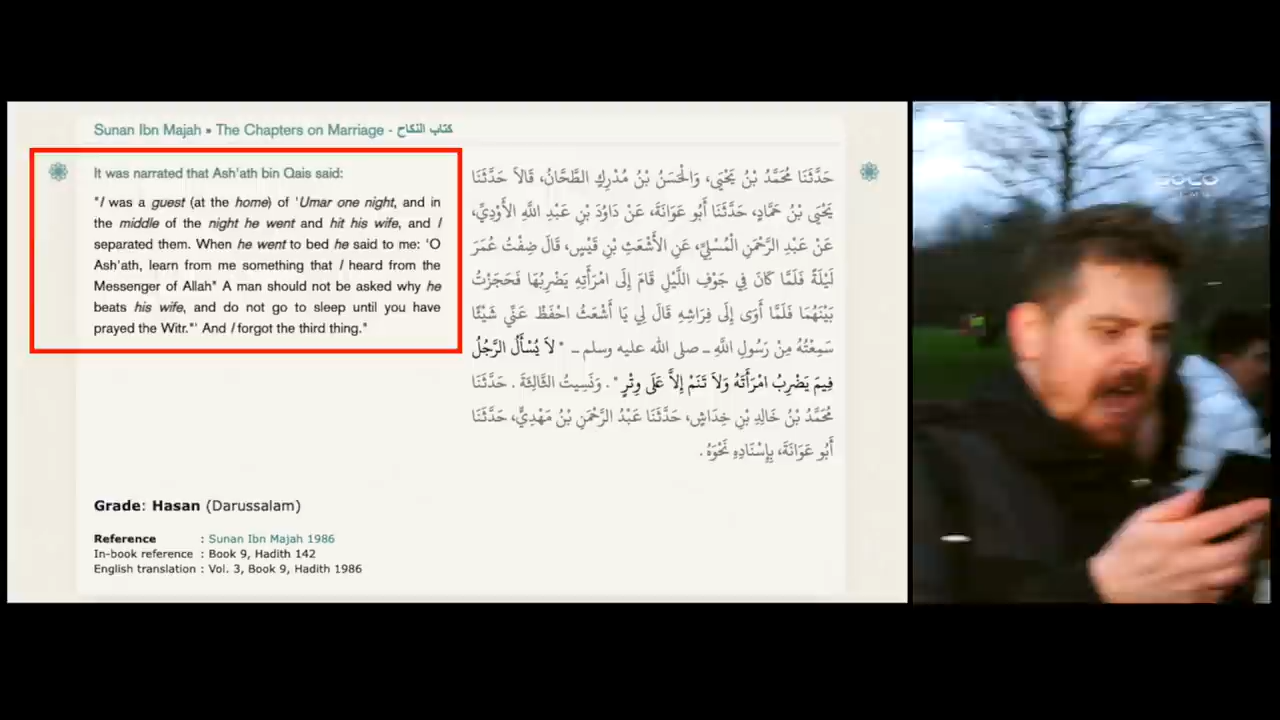 Sunan Ibn Majah » The Chapters on Marriage - كتاب النكاح
It was narrated that Ash'ath bin Qais said:
"I was a guest (at the home) of 'Umar one night, and in
the middle of the night he went and hit his wife, and I
separated them. When he went to bed he said to me: 'O
Ash'ath, learn from me something that I heard from the
Messenger of Allah" A man should not be asked why he
beats his wife, and do not go to sleep until you have
prayed the Witr."' And I forgot the third thing."
حَدَّثَنَا مُحَمَّدُ بْنُ يَحْيَى، وَالْحَسَنُ بْنُ مُدْرِكٍ الطَّحَّانُ، قَالاَ حَدَّثَنَا
يَحْيَى بْنُ حَمَّادٍ، حَدَّثَنَا أَبُو عَوَانَةَ، عَنْ دَاوُدَ بْنِ عَبْدِ اللَّهِ الأَوْدِيِّ،
عَنْ عَبْدِ الرَّحْمَنِ الْمُسْلِيِّ، عَنِ الأَشْعَثِ بْنِ قَيْسٍ، قَالَ ضِفْتُ عُمَرَ
لَيْلَةً فَلَمَّا كَانَ فِي جَوْفِ اللَّيْلِ قَامَ إِلَى امْرَأَتِهِ يَضْرِبُهَا فَحَجَزْتُ
بَيْنَهُمَا فَلَمَّا أَوَى إِلَى فِرَاشِهِ قَالَ لِي يَا أَشْعَثُ احْفَظْ عَنِّي شَيْئًا
سَمِعْتُهُ مِنْ رَسُولِ اللَّهِ ـ صلى الله عليه وسلم ـ " لاَ يُسْأَلُ الرَّجُلُ
فِيمَ يَضْرِبُ امْرَأَتَهُ وَلاَ تَنَمْ إِلاَّ عَلَى وِتْرٍ " . وَنَسِيتُ الثَّالِثَةَ . حَدَّثَنَا
مُحَمَّدُ بْنُ خَالِدِ بْنِ خِدَاشٍ، حَدَّثَنَا عَبْدُ الرَّحْمَنِ بْنُ مَهْدِيٍّ، حَدَّثَنَا
أَبُو عَوَانَةَ، بِإِسْنَادِهِ نَحْوَهُ .
Grade: Hasan (Darussalam)
Reference : Sunan Ibn Majah 1986
In-book reference : Book 9, Hadith 142
English translation : Vol. 3, Book 9, Hadith 1986